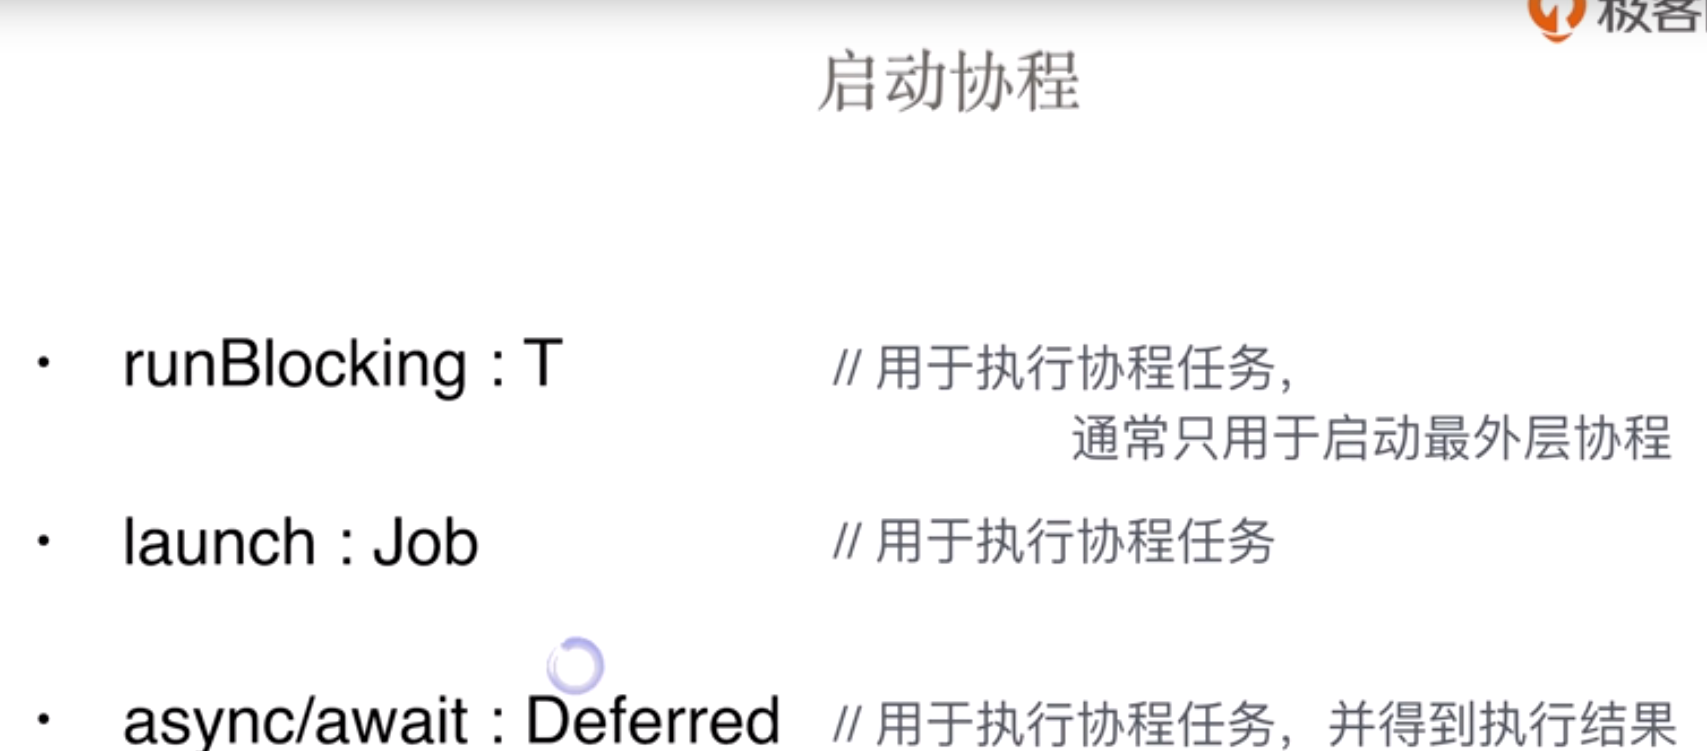 极客
启动协程
· runBlocking : T // 用于执行协程任务,
通常只用于启动最外层协程
· launch : Job // 用于执行协程任务
· async/await : Deferred // 用于执行协程任务，并得到执行结果